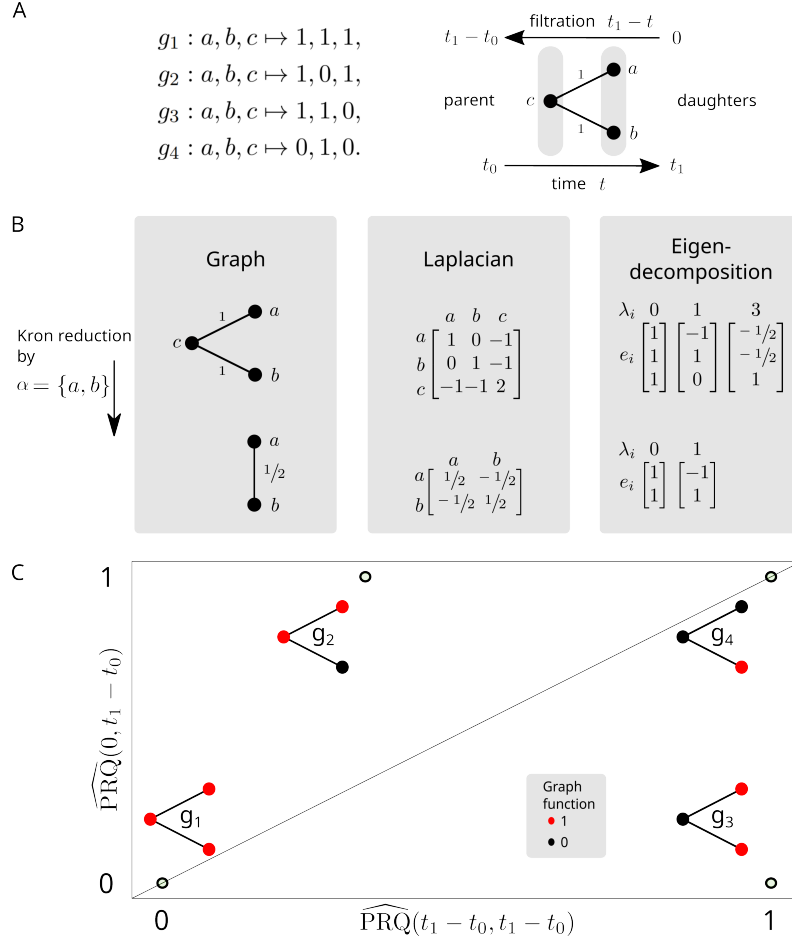 A
g₁ : a, b, c ↦ 1, 1, 1,
g₂ : a, b, c ↦ 1, 0, 1,
g₃ : a, b, c ↦ 1, 1, 0,
g₄ : a, b, c ↦ 0, 1, 0.
filtration t₁ − t
t₁ − t₀ 0
1 a
parent c daughters
1 b
t₀ t₁
time t
B
Graph
1 a
c
1 b
Kron reduction
by
α = {a, b}
a
1/2
b
Laplacian
a b c
a 1 0 −1
b 0 1 −1
c −1 −1 2
a b
a 1/2 − 1/2
b − 1/2 1/2
Eigen-
decomposition
λᵢ 0 1 3
1 −1 − 1/2
eᵢ 1 1 − 1/2
1 0 1
λᵢ 0 1
eᵢ 1 −1
1 1
C
1
g₂
g₄
P̂RQ(0, t₁ − t₀)
Graph
function
1
0
g₁
g₃
0
0 P̂RQ(t₁ − t₀, t₁ − t₀) 1